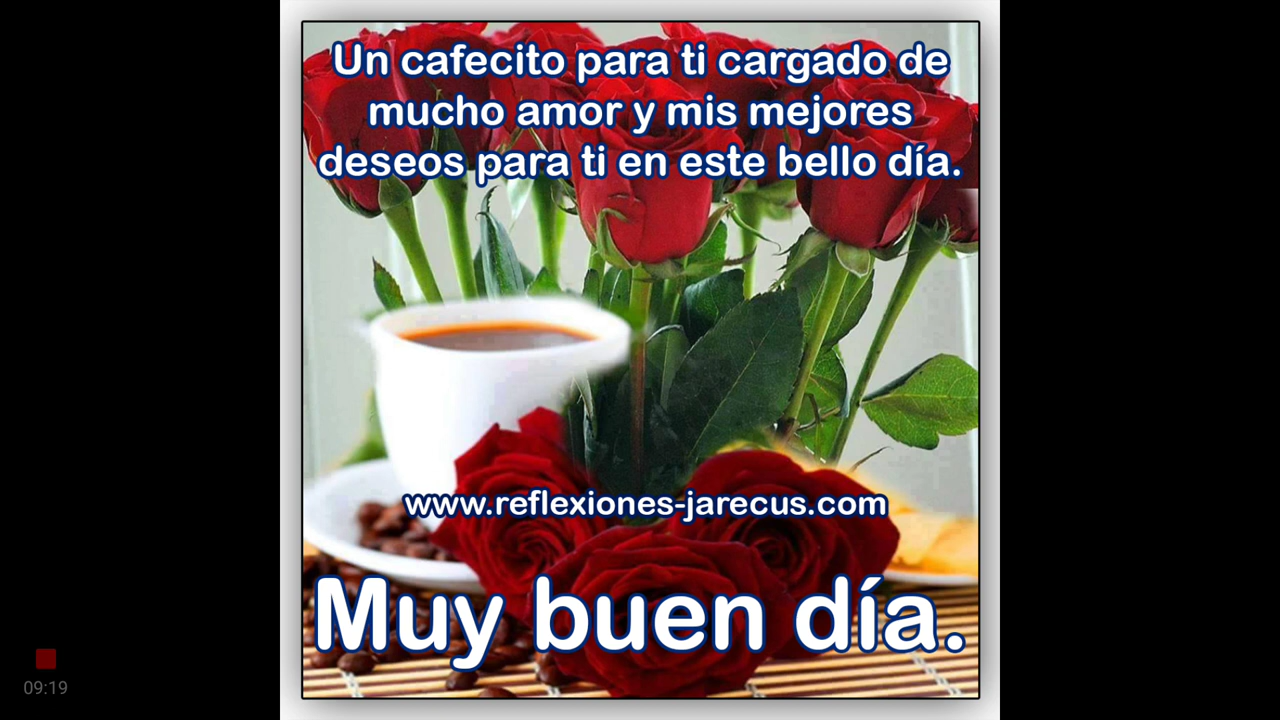 Un cafecito para ti cargado de
mucho amor y mis mejores
deseos para ti en este bello día.
www.reflexiones-jarecus.com
Muy buen día.
09:19